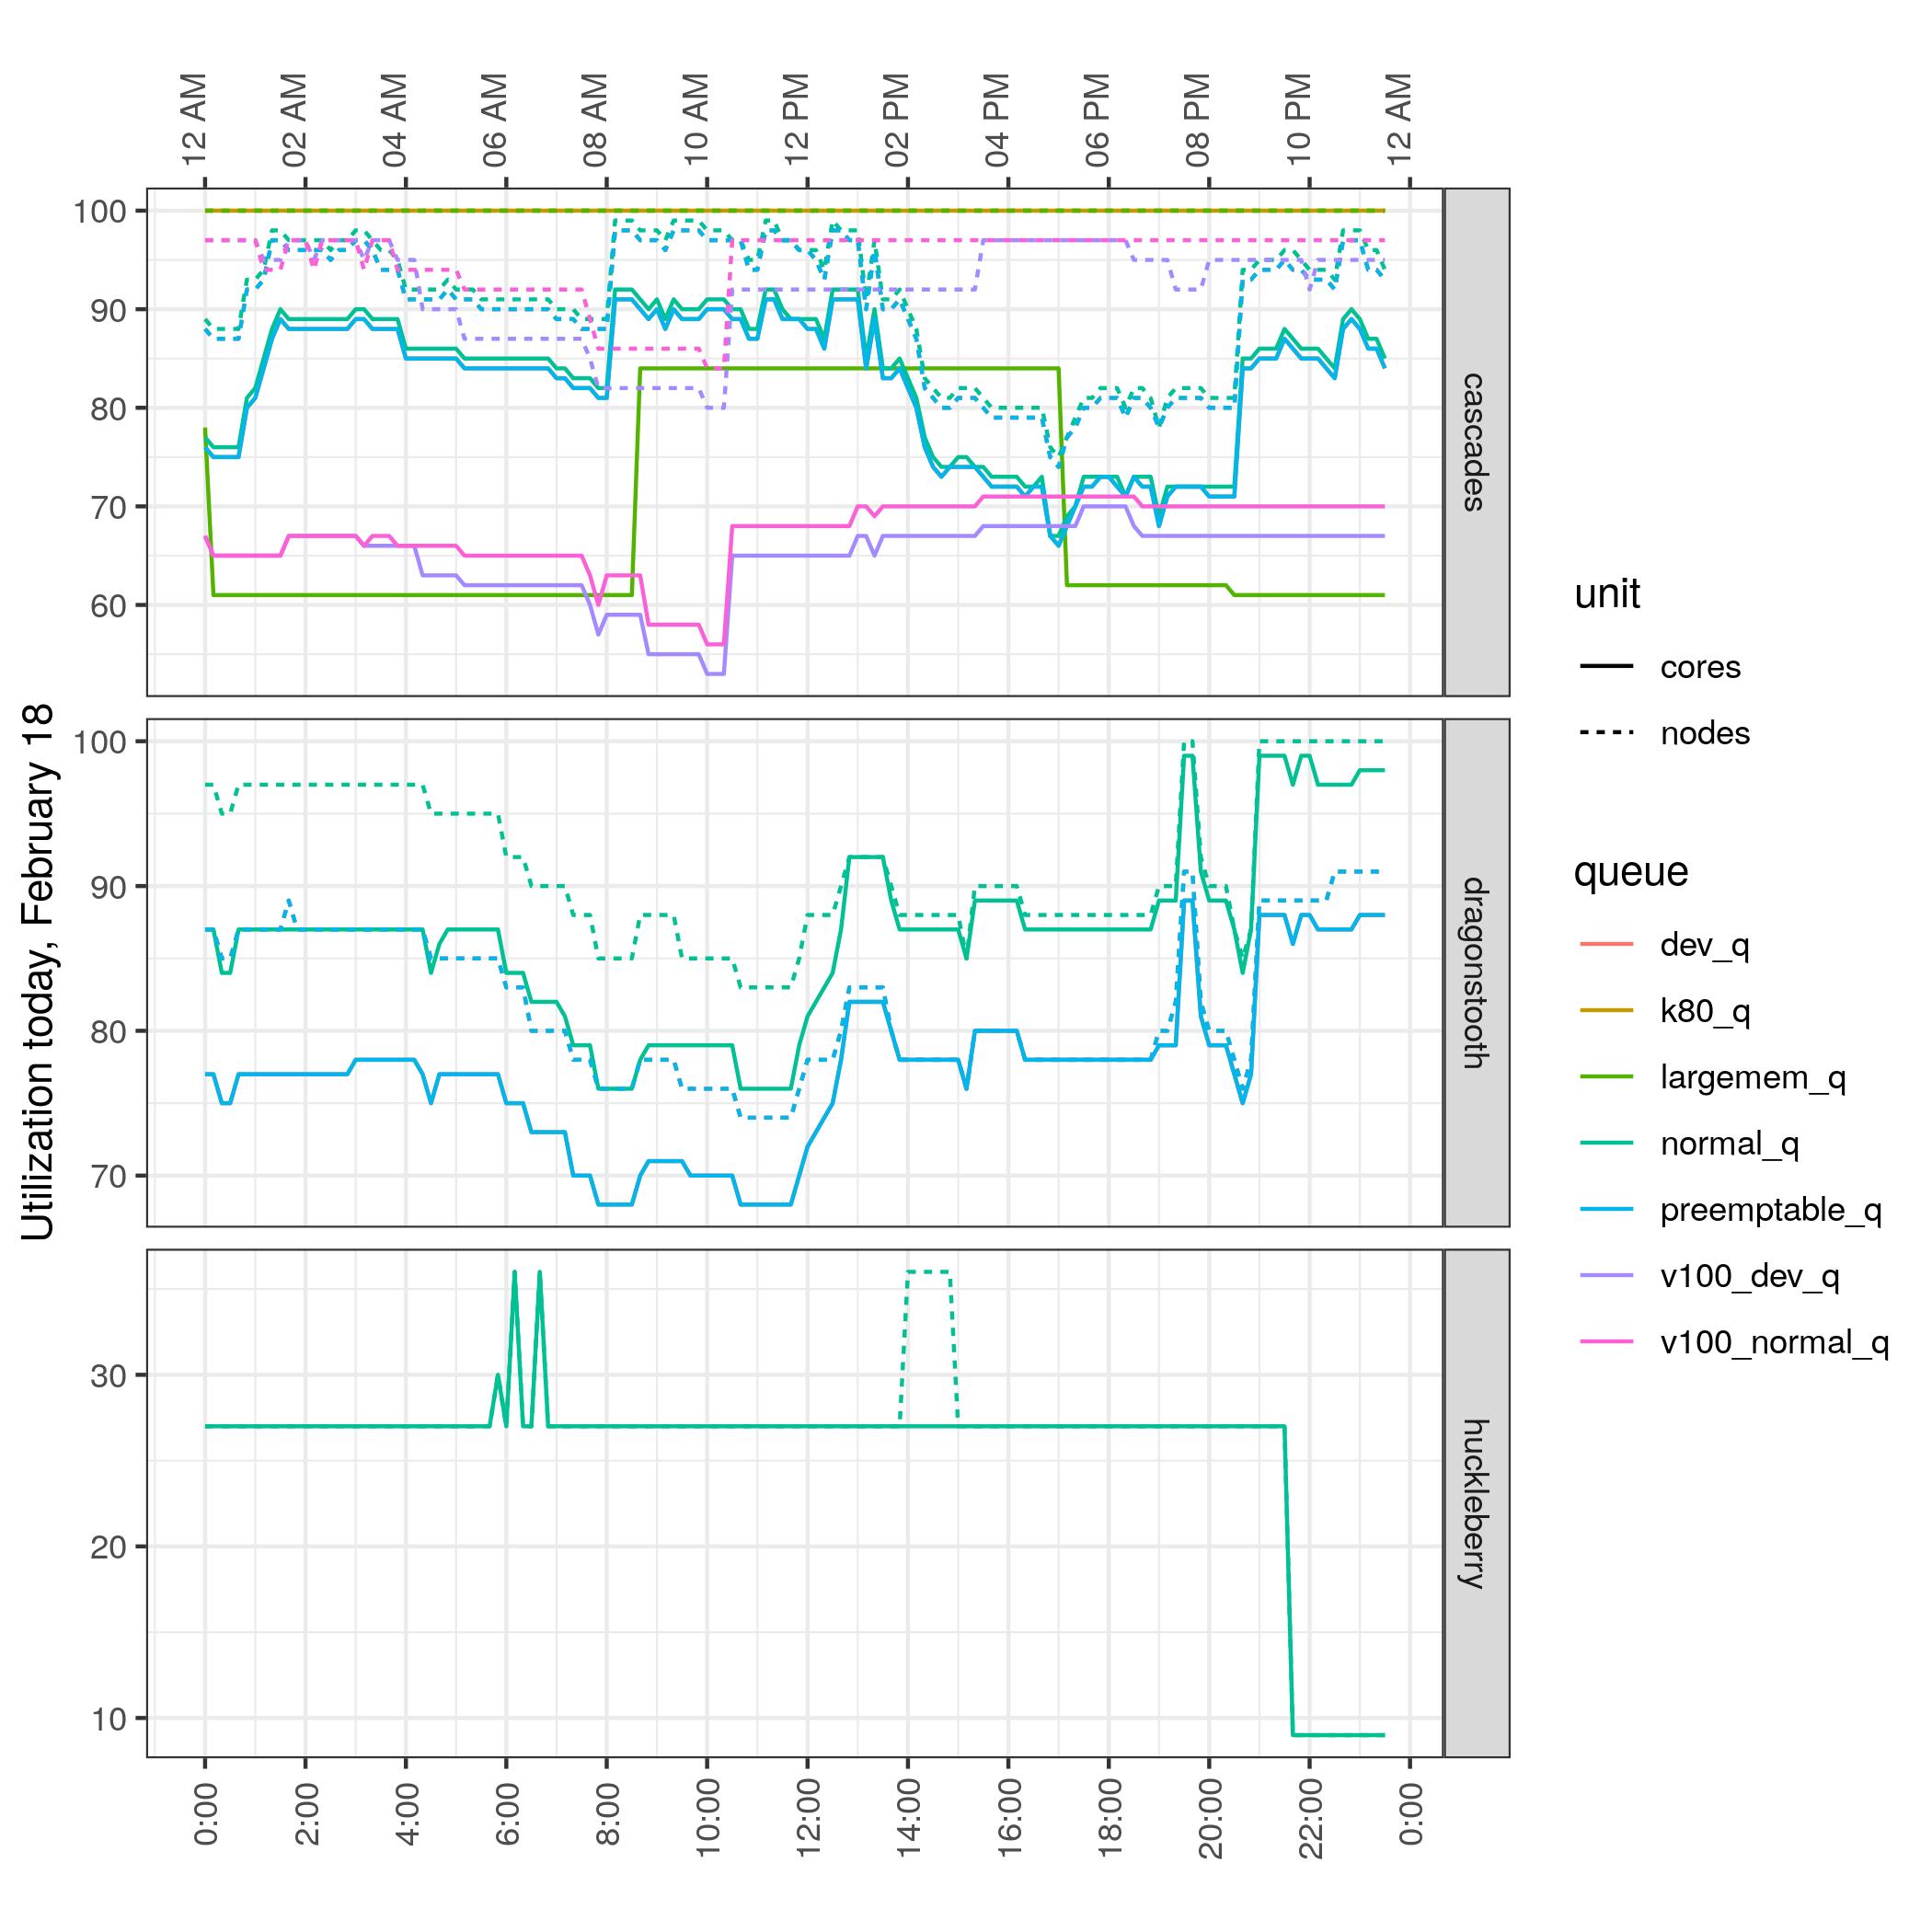 12 AM
02 AM
04 AM
06 AM
08 AM
10 AM
12 PM
02 PM
04 PM
06 PM
08 PM
10 PM
12 AM
Utilization today, February 18
100
90
80
70
60
cascades
100
90
80
70
dragonstooth
30
20
10
huckleberry
0:00
2:00
4:00
6:00
8:00
10:00
12:00
14:00
16:00
18:00
20:00
22:00
0:00
unit
cores
nodes
queue
dev_q
k80_q
largemem_q
normal_q
preemptable_q
v100_dev_q
v100_normal_q